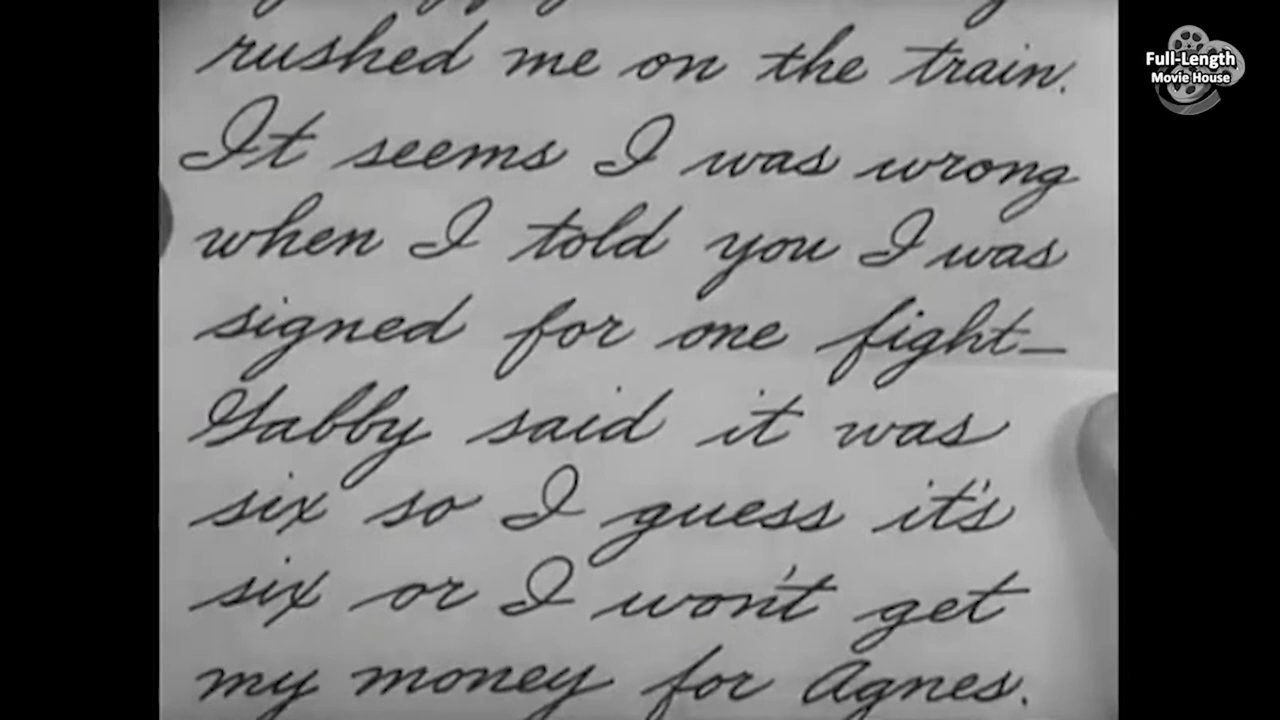 rushed me on the train.
It seems I was wrong
when I told you I was
signed for one fight—
Gabby said it was
six so I guess it's
six or I won't get
my money for Agnes.
Full-Length
Movie House